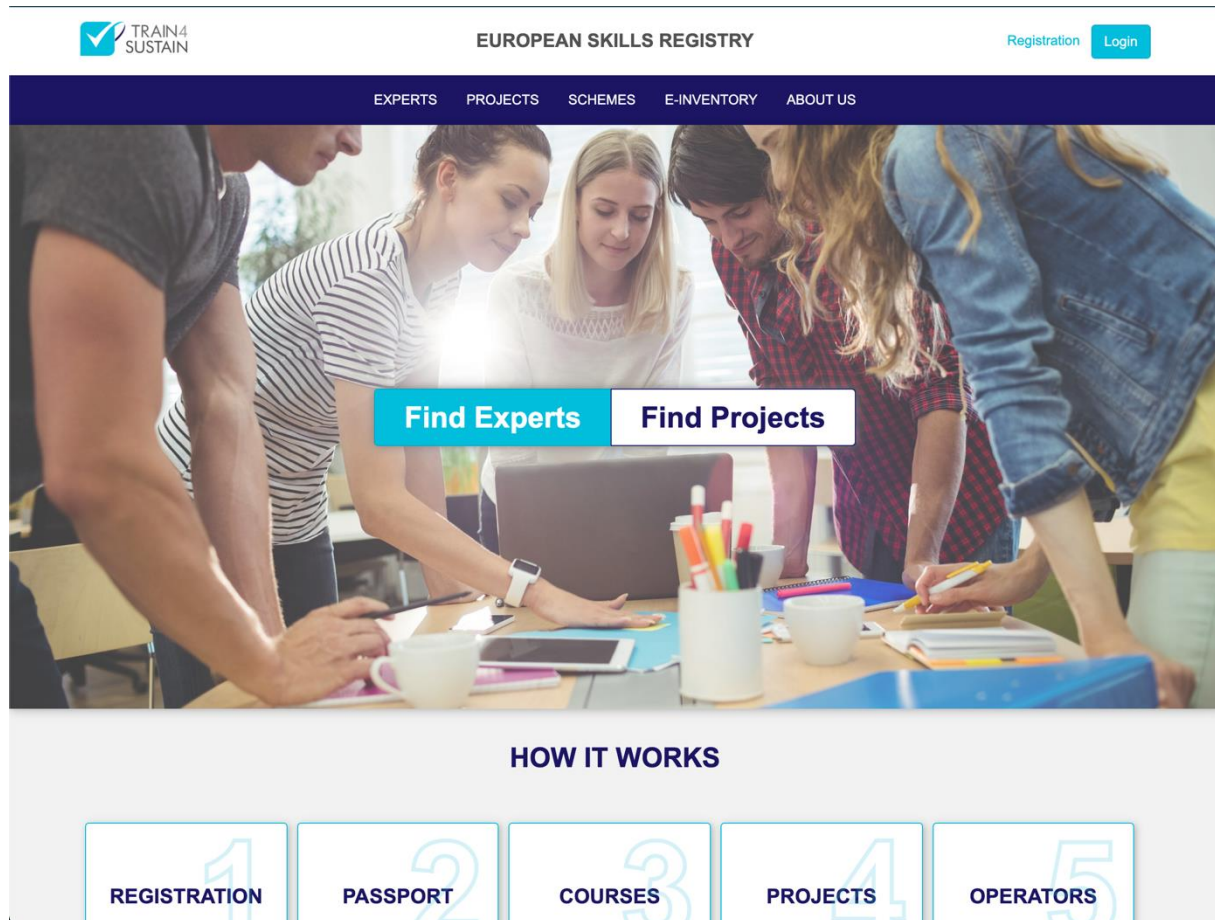 TRAIN4
SUSTAIN
EUROPEAN SKILLS REGISTRY
Registration
Login
EXPERTS PROJECTS SCHEMES E-INVENTORY ABOUT US
Find Experts
Find Projects
HOW IT WORKS
1
REGISTRATION
2
PASSPORT
3
COURSES
4
PROJECTS
5
OPERATORS